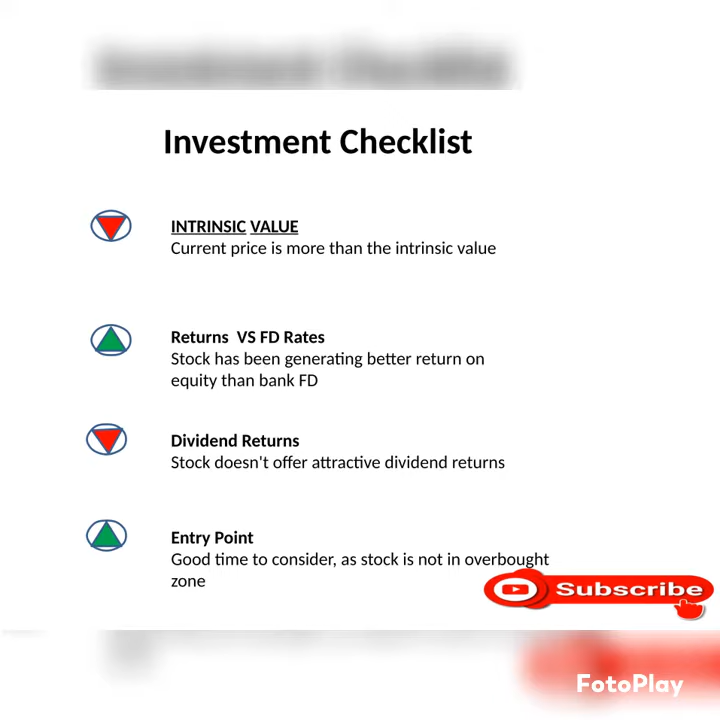 Investment Checklist
INTRINSIC VALUE
Current price is more than the intrinsic value
Returns  VS FD Rates
Stock has been generating better return on
equity than bank FD
Dividend Returns
Stock doesn't offer attractive dividend returns
Entry Point
Good time to consider, as stock is not in overbought
zone
Subscribe
FotoPlay